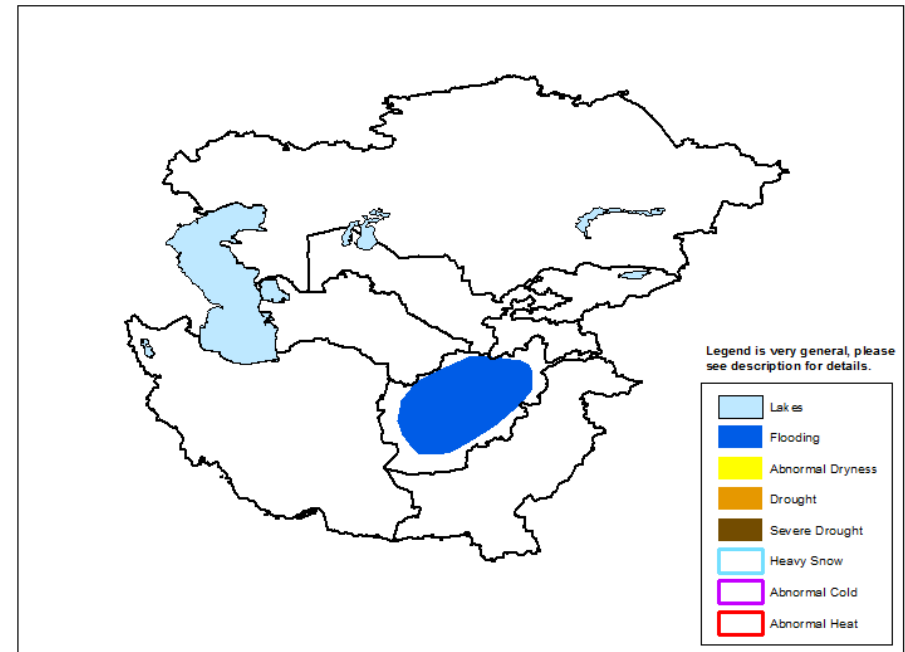 Legend is very general, please
see description for details.
Lakes
Flooding
Abnormal Dryness
Drought
Severe Drought
Heavy Snow
Abnormal Cold
Abnormal Heat